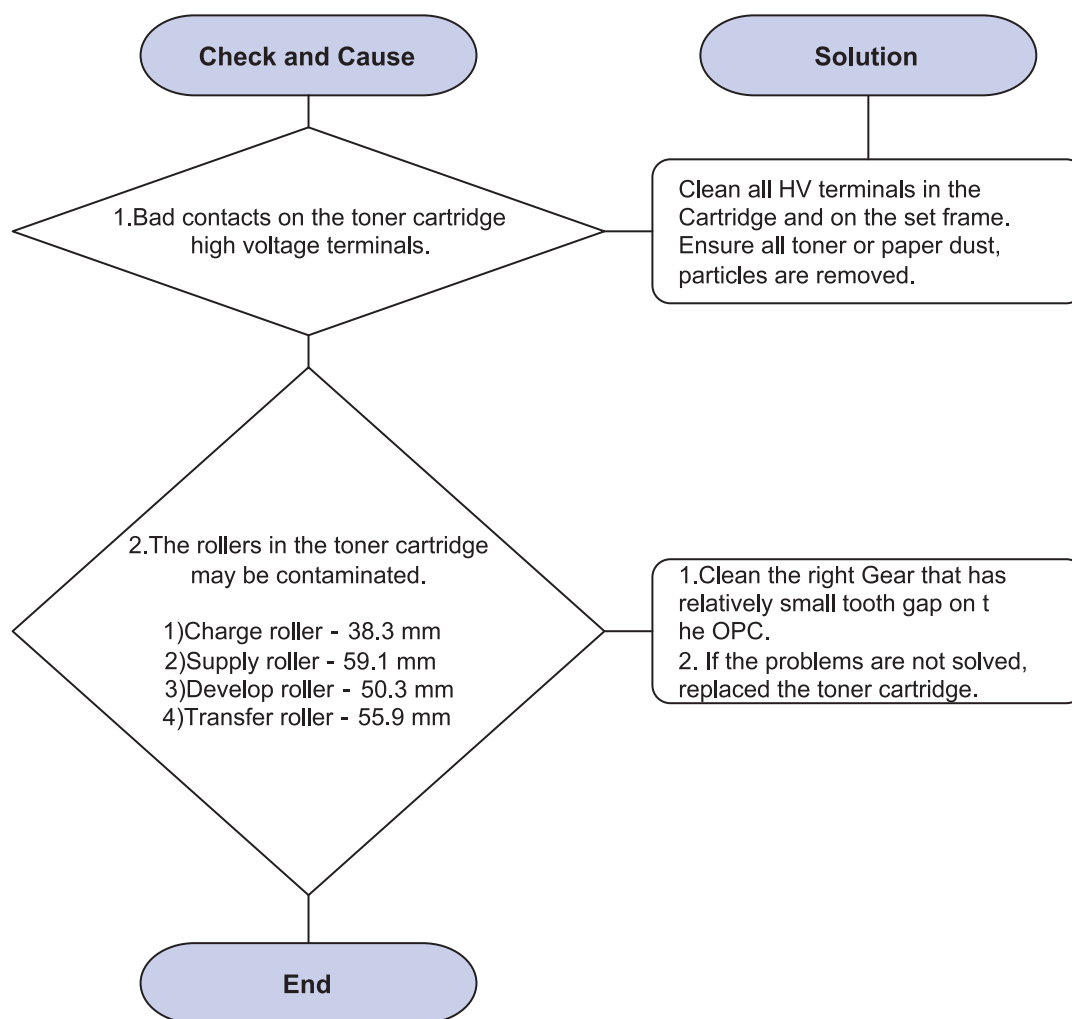 Check and Cause
Solution
1.Bad contacts on the toner cartridge
high voltage terminals.
Clean all HV terminals in the
Cartridge and on the set frame.
Ensure all toner or paper dust,
particles are removed.
2.The rollers in the toner cartridge
may be contaminated.
1)Charge roller - 38.3 mm
2)Supply roller - 59.1 mm
3)Develop roller - 50.3 mm
4)Transfer roller - 55.9 mm
1.Clean the right Gear that has
relatively small tooth gap on t
he OPC.
2. If the problems are not solved,
replaced the toner cartridge.
End